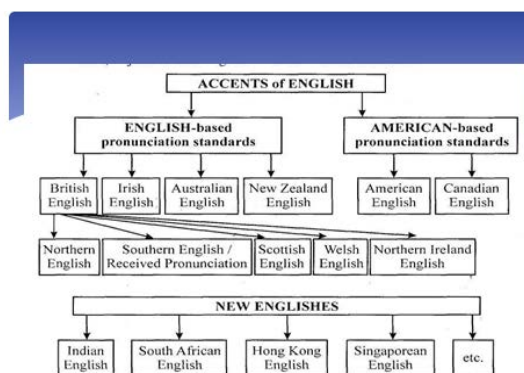 ACCENTS of ENGLISH
ENGLISH-based
pronunciation standards
AMERICAN-based
pronunciation standards
British
English
Irish
English
Australian
English
New Zealand
English
American
English
Canadian
English
Northern
English
Southern English /
Received Pronunciation
Scottish
English
Welsh
English
Northern Ireland
English
NEW ENGLISHES
Indian
English
South African
English
Hong Kong
English
Singaporean
English
etc.